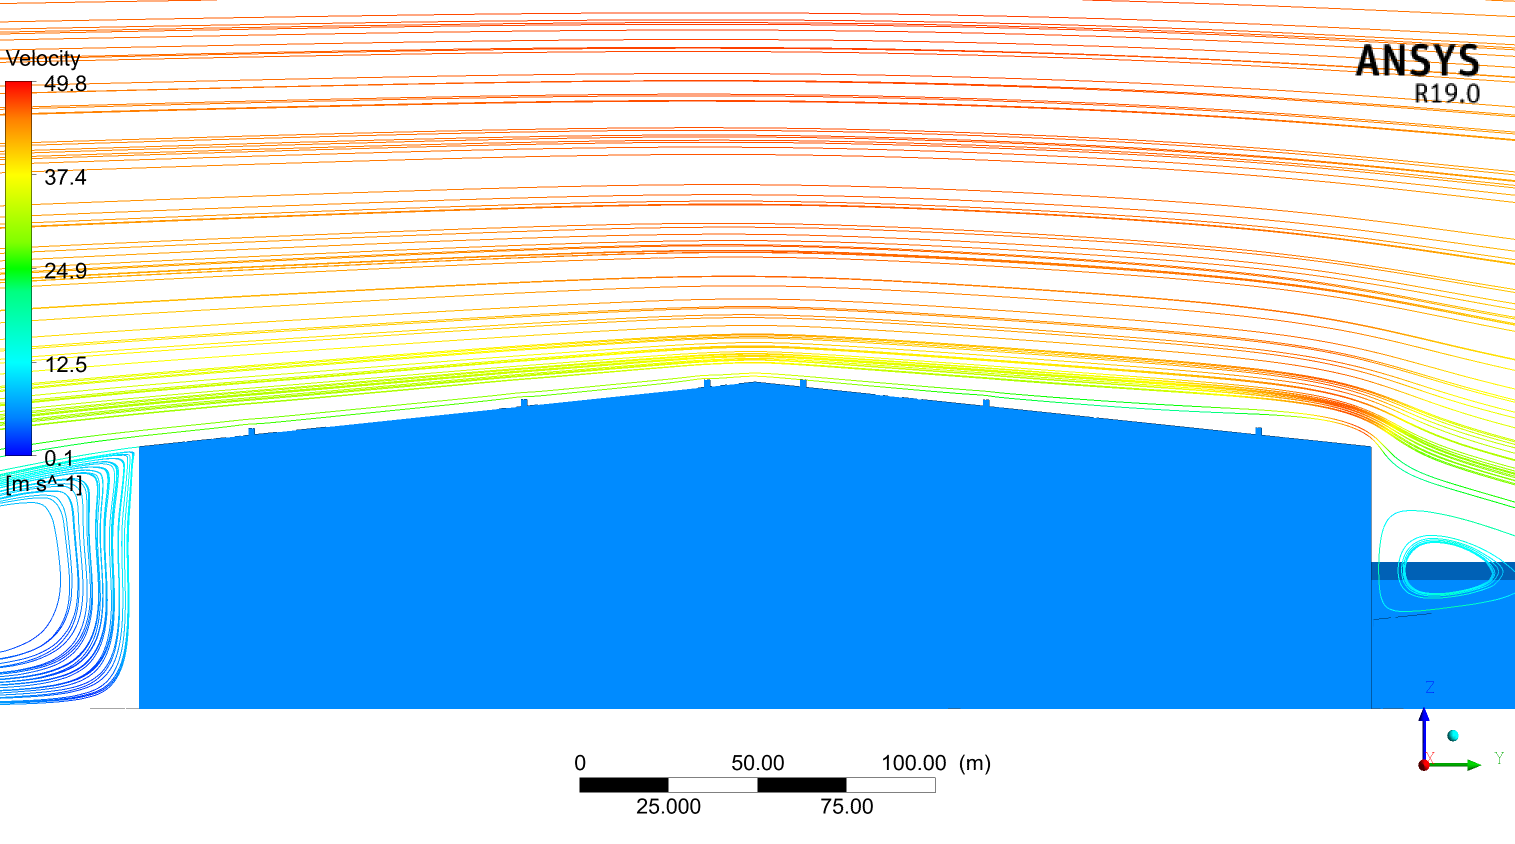 Velocity
49.8
37.4
24.9
12.5
0.1
[m s^-1]
ANSYS
R19.0
Z
X
Y
0 50.00 100.00 (m)
25.000 75.00